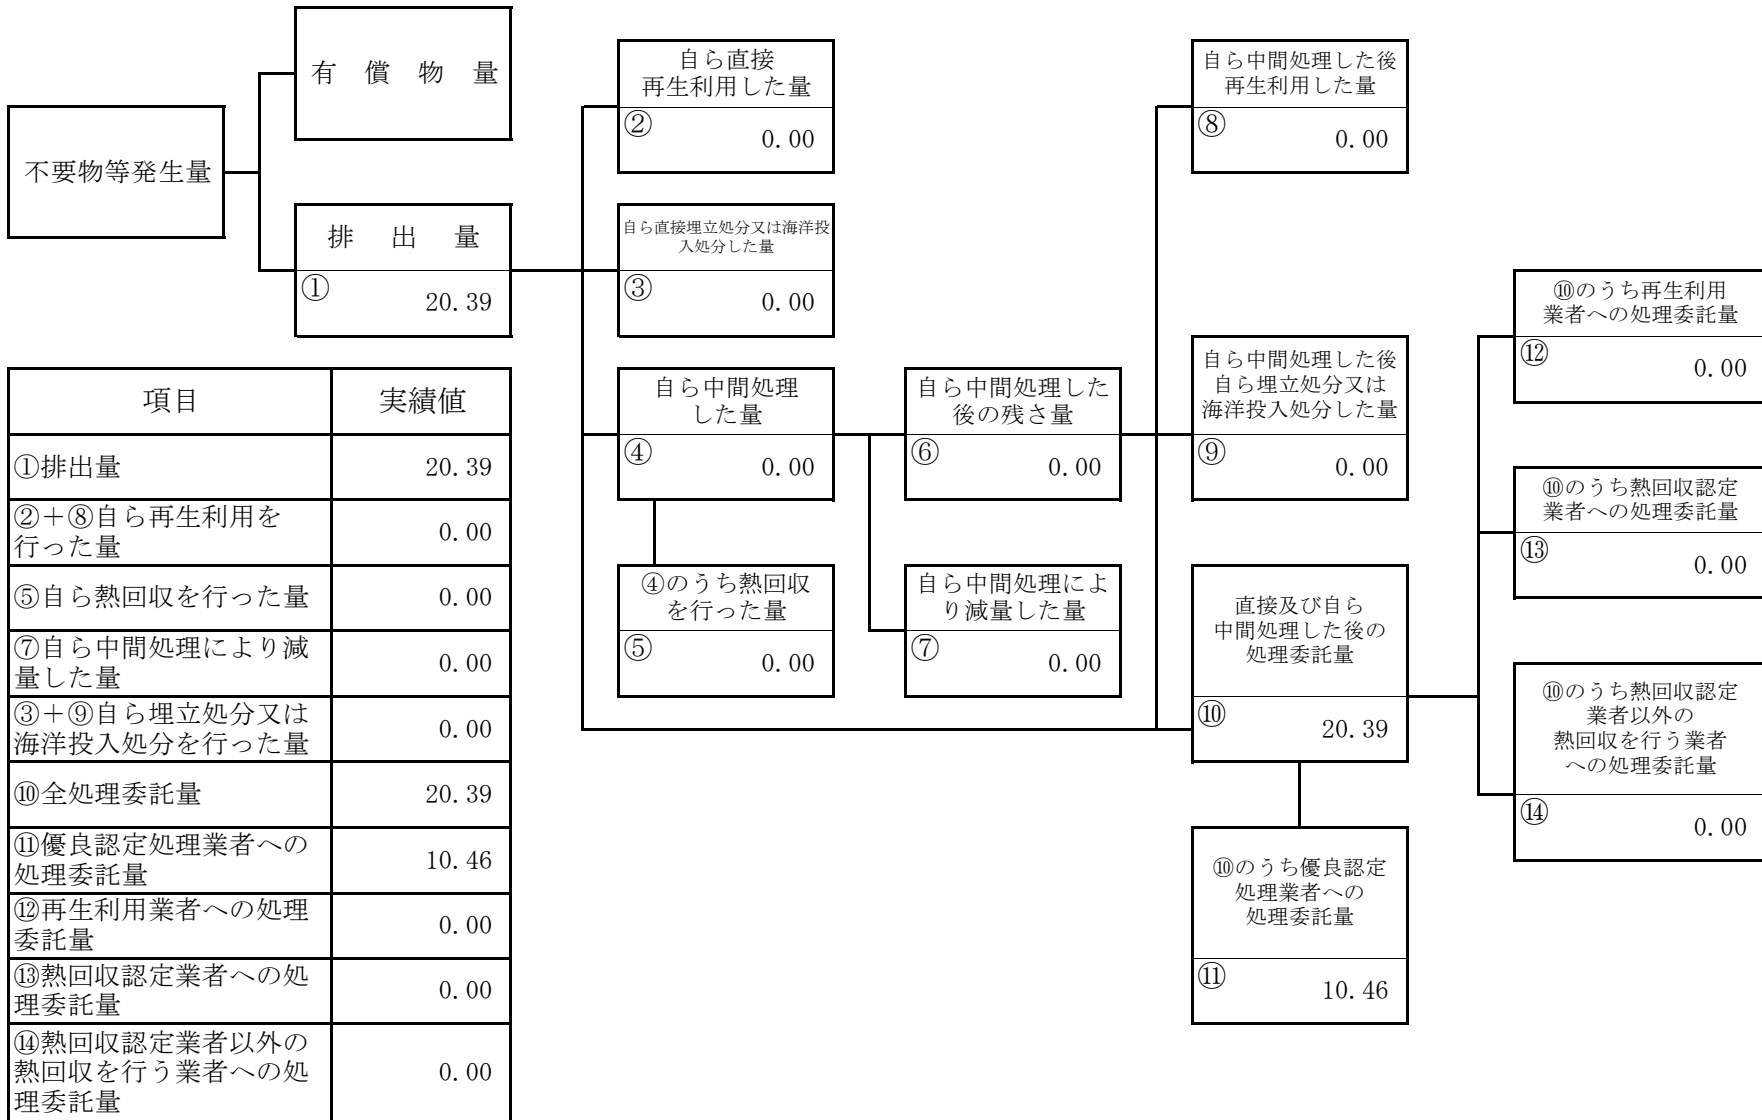 有償物量
不要物等発生量
排出量
①
20.39
自ら直接
再生利用した量
②
0.00
自ら直接埋立処分又は海洋投
入処分した量
③
0.00
自ら中間処理
した量
④
0.00
④のうち熱回収
を行った量
⑤
0.00
自ら中間処理した
後の残さ量
⑥
0.00
自ら中間処理によ
り減量した量
⑦
0.00
自ら中間処理した後
再生利用した量
⑧
0.00
自ら中間処理した後
自ら埋立処分又は
海洋投入処分した量
⑨
0.00
直接及び自ら
中間処理した後の
処理委託量
⑩
20.39
⑩のうち優良認定
処理業者への
処理委託量
⑪
10.46
⑩のうち再生利用
業者への処理委託量
⑫
0.00
⑩のうち熱回収認定
業者への処理委託量
⑬
0.00
⑩のうち熱回収認定
業者以外の
熱回収を行う業者
への処理委託量
⑭
0.00
項目 実績値
①排出量 20.39
②＋⑧自ら再生利用を
行った量 0.00
⑤自ら熱回収を行った量 0.00
⑦自ら中間処理により減
量した量 0.00
③＋⑨自ら埋立処分又は
海洋投入処分を行った量 0.00
⑩全処理委託量 20.39
⑪優良認定処理業者への
処理委託量 10.46
⑫再生利用業者への処理
委託量 0.00
⑬熱回収認定業者への処
理委託量 0.00
⑭熱回収認定業者以外の
熱回収を行う業者への処
理委託量 0.00